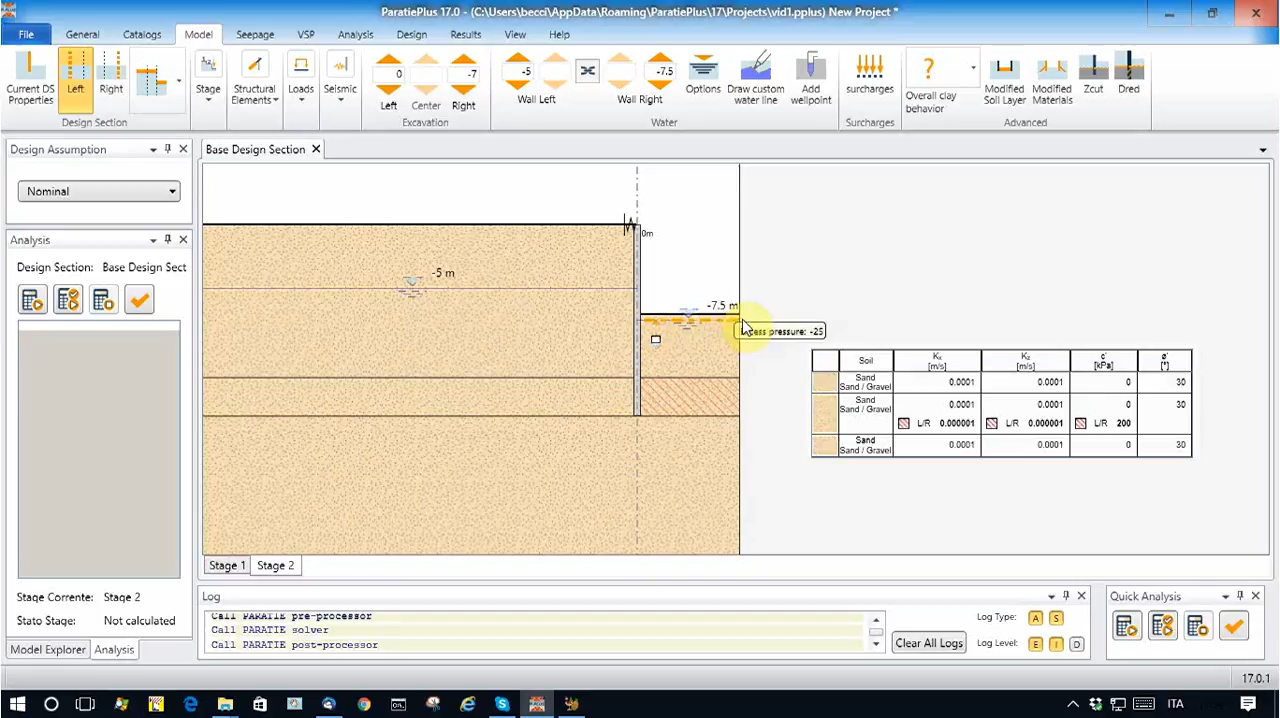 ParatiePlus 17.0 - (C:\Users\becci\AppData\Roaming\ParatiePlus\17\Projects\vid1.pplus) New Project *
File General Catalogs Model Seepage VSP Analysis Design Results View Help
Current DS Properties
Left
Right
Design Section
Stage
Structural Elements
Loads
Seismic
0
-7
Left Center Right
Excavation
-5
-7.5
Wall Left
Wall Right
Options
Draw custom water line
Add wellpoint
Water
surcharges
Surcharges
?
Overall clay behavior
Modified Soil Layer
Modified Materials
Zcut
Dred
Advanced
Design Assumption
Nominal
Analysis
Design Section: Base Design Sect
Stage Corrente: Stage 2
Stato Stage: Not calculated
Model Explorer Analysis
Base Design Section
0m
-5 m
-7.5 m
ess pressure: -25
Soil Kx [m/s] Kz [m/s] c' [kPa] ø' [°]
Sand Sand / Gravel 0.0001 0.0001 0 30
Sand Sand / Gravel 0.0001 0.0001 0 30
L/R 0.000001 L/R 0.000001 L/R 200
Sand Sand / Gravel 0.0001 0.0001 0 30
Stage 1 Stage 2
Log
Call PARATIE pre-processor
Call PARATIE solver
Call PARATIE post-processor
Clear All Logs
Log Type: A S
Log Level: E I D
Quick Analysis
17.0.1
ITA